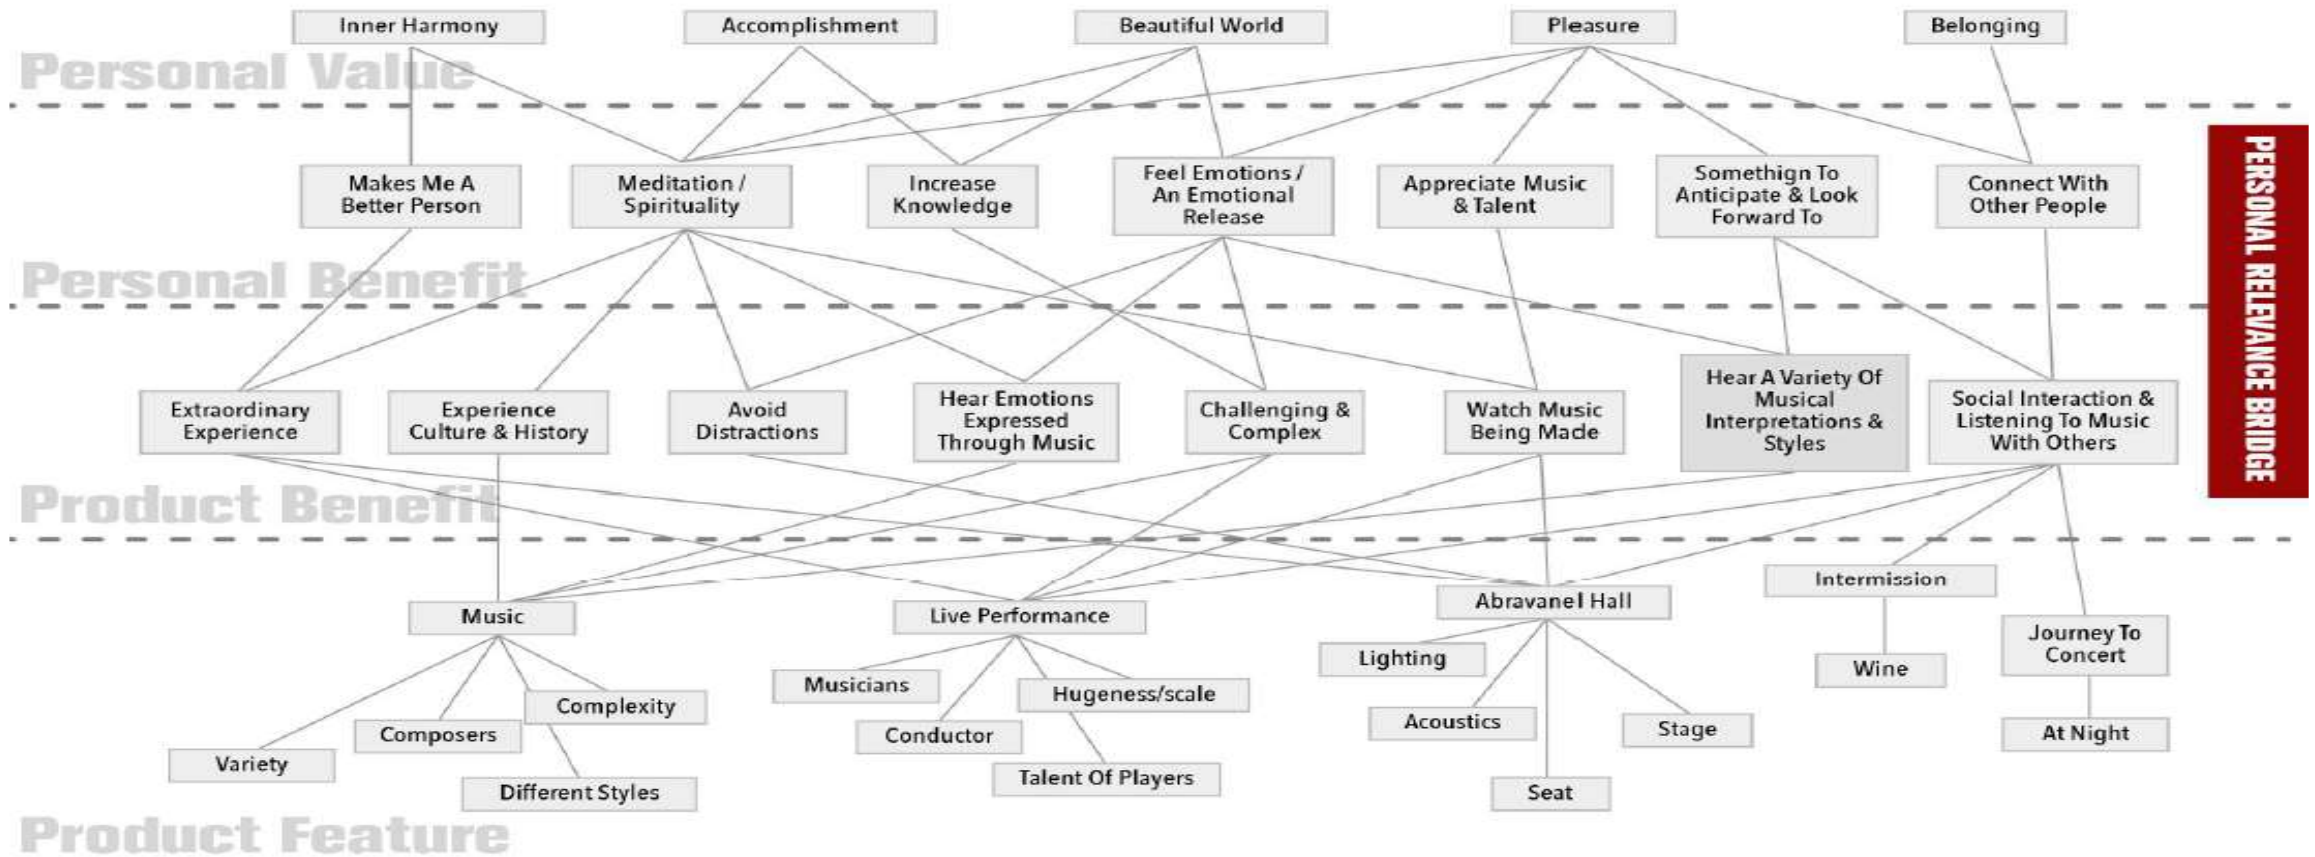 Inner Harmony
Accomplishment
Beautiful World
Pleasure
Belonging
Personal Value
Makes Me A
Better Person
Meditation /
Spirituality
Increase
Knowledge
Feel Emotions /
An Emotional
Release
Appreciate Music
& Talent
Somethign To
Anticipate & Look
Forward To
Connect With
Other People
PERSONAL RELEVANCE BRIDGE
Personal Benefit
Extraordinary
Experience
Experience
Culture & History
Avoid
Distractions
Hear Emotions
Expressed
Through Music
Challenging &
Complex
Watch Music
Being Made
Hear A Variety Of
Musical
Interpretations &
Styles
Social Interaction &
Listening To Music
With Others
Product Benefit
Music
Live Performance
Abravanel Hall
Intermission
Journey To
Concert
Variety
Composers
Complexity
Different Styles
Musicians
Conductor
Hugeness/scale
Talent Of Players
Lighting
Acoustics
Seat
Stage
Wine
At Night
Product Feature